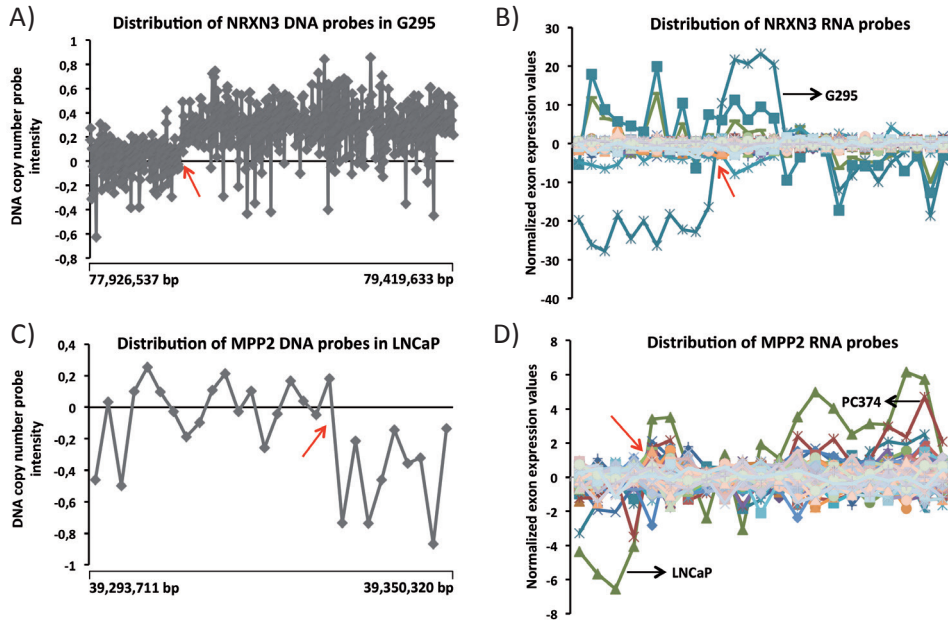 A)
Distribution of NRXN3 DNA probes in G295
DNA copy number probe
intensity
1
0,8
0,6
0,4
0,2
0
-0,2
-0,4
-0,6
-0,8
77,926,537 bp
79,419,633 bp
B)
Distribution of NRXN3 RNA probes
Normalized exon expression values
40
30
20
10
0
-10
-20
-30
-40
G295
C)
Distribution of MPP2 DNA probes in LNCaP
DNA copy number probe
intensity
0,4
0,2
0
-0,2
-0,4
-0,6
-0,8
-1
39,293,711 bp
39,350,320 bp
D)
Distribution of MPP2 RNA probes
Normalized exon expression values
8
6
4
2
0
-2
-4
-6
-8
PC374
LNCaP